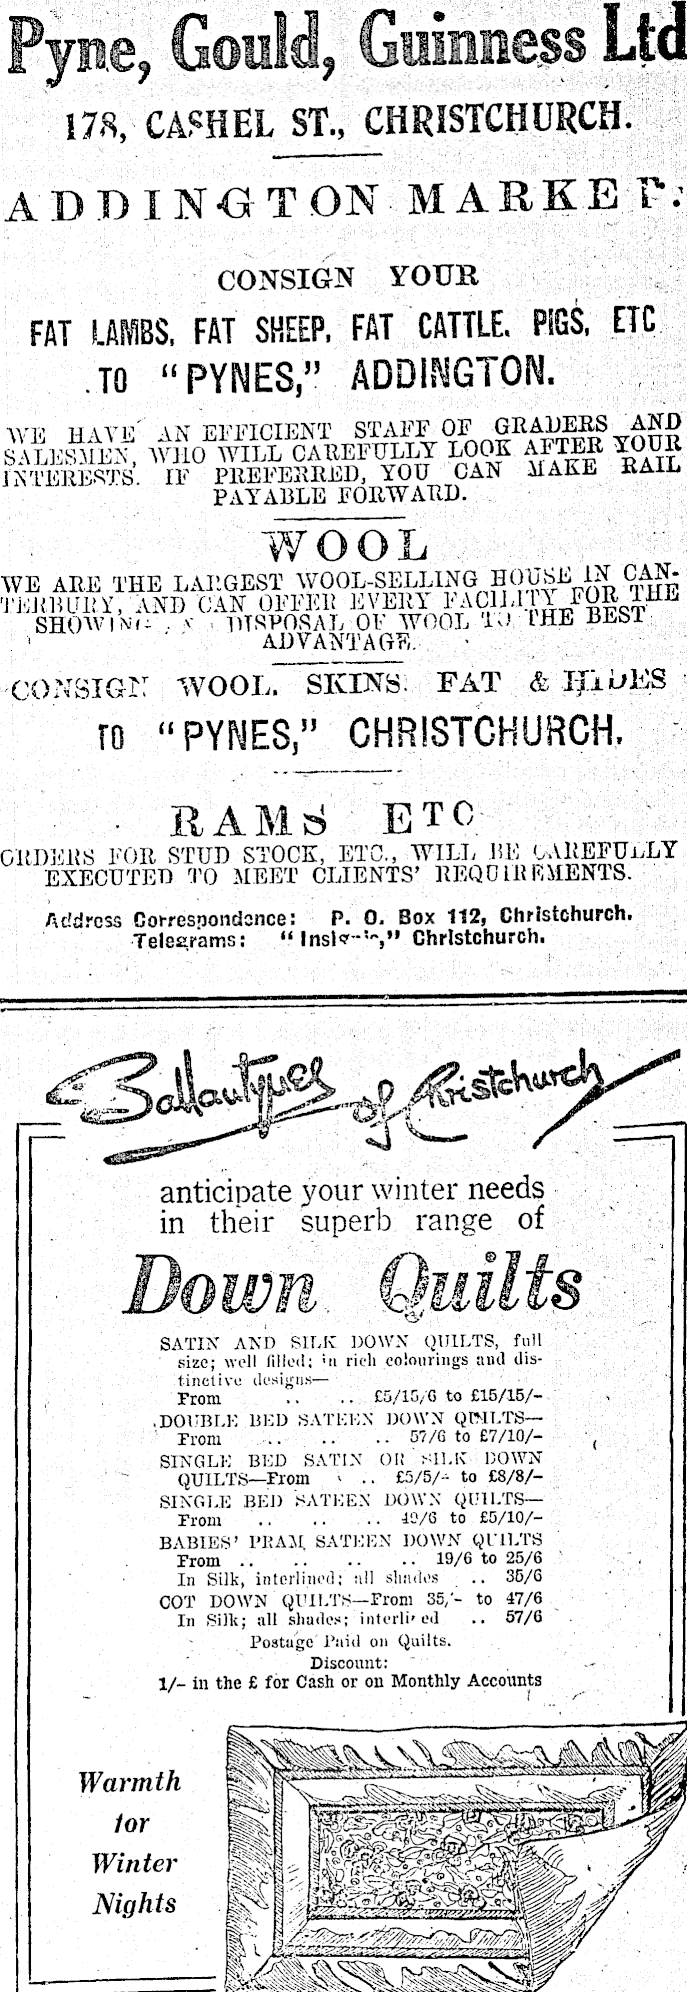 Pyne, Gould, Guinness Ltd
178, CASHEL ST., CHRISTCHURCH.
ADDINGTON MARKET:
CONSIGN YOUR
FAT LAMBS, FAT SHEEP, FAT CATTLE, PIGS, ETC
TO "PYNES," ADDINGTON.
WE HAVE AN EFFICIENT STAFF OF GRADERS AND
SALESMEN, WHO WILL CAREFULLY LOOK AFTER YOUR
INTERESTS. IF PREFERRED, YOU CAN MAKE RAIL
PAYABLE FORWARD.
WOOL
WE ARE THE LARGEST WOOL-SELLING HOUSE IN CAN-
TERBURY, AND CAN OFFER EVERY FACILITY FOR THE
SHOWING DISPOSAL OF WOOL TO THE BEST
ADVANTAGE.
CONSIGN WOOL, SKINS, FAT & HIDES
TO "PYNES," CHRISTCHURCH.
RAMS ETC
ORDERS FOR STUD STOCK, ETC., WILL BE CAREFULLY
EXECUTED TO MEET CLIENTS' REQUIREMENTS.
Address Correspondence: P. O. Box 112, Christchurch.
Telegrams: Christchurch.
Ballantynes of Christchurch
anticipate your winter needs
in their superb range of
Down Quilts
SATIN AND SILK DOWN QUILTS, full
size; well filled; in rich colourings and dis-
tinctive designs—
From .. .. £5/15/6 to £15/15/-
DOUBLE BED SATEEN DOWN QUILTS—
From .. .. .. 57/6 to £7/10/-
SINGLE BED SATIN OR SILK DOWN
QUILTS—From .. £5/5/- to £8/8/-
SINGLE BED SATEEN DOWN QUILTS—
From .. .. .. 49/6 to £5/10/-
BABIES' PRAM SATEEN DOWN QUILTS
From .. .. .. .. 19/6 to 25/6
In Silk, interlined; all shades .. 35/6
COT DOWN QUILTS—From 35/- to 47/6
In Silk; all shades; interlined .. 57/6
Postage Paid on Quilts.
Discount:
1/- in the £ for Cash or on Monthly Accounts
Warmth
for
Winter
Nights